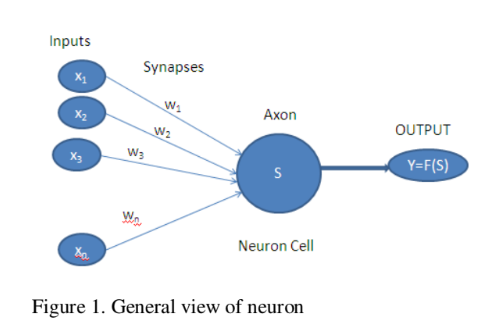 Inputs
Synapses
x1
w1
x2
w2
Axon
OUTPUT
x3
w3
S
Y=F(S)
wn
xn
Neuron Cell
Figure 1. General view of neuron